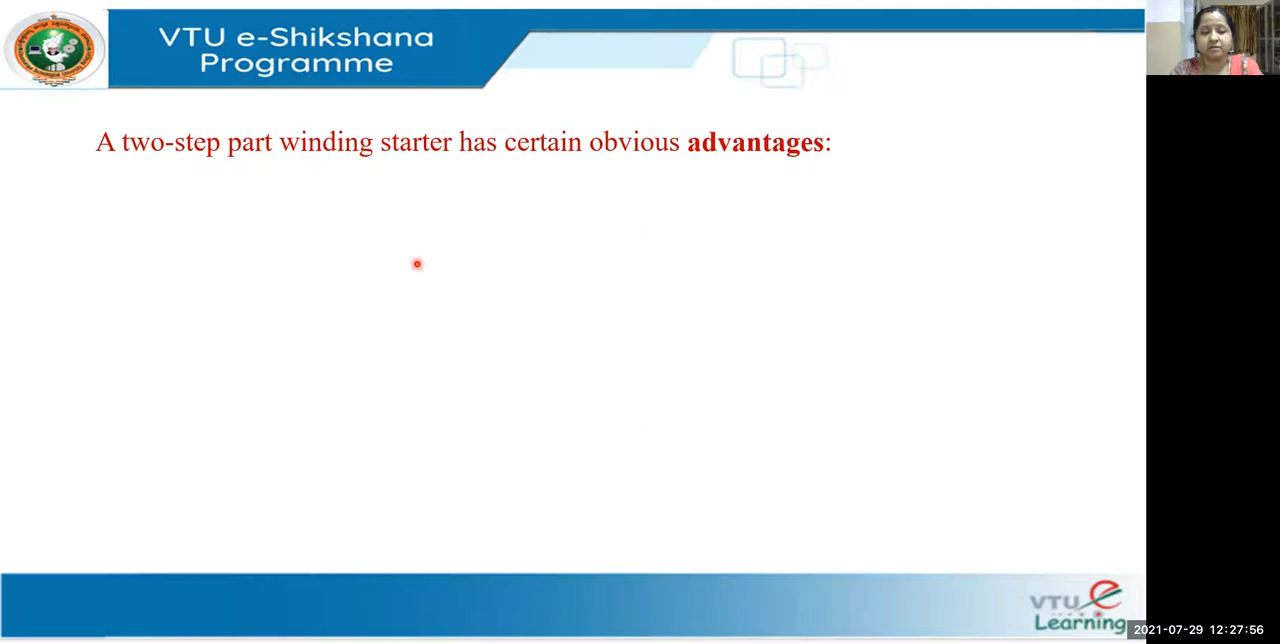 VTU e-Shikshana
Programme
A two-step part winding starter has certain obvious advantages:
VTU e
Learning
2021-07-29 12:27:56